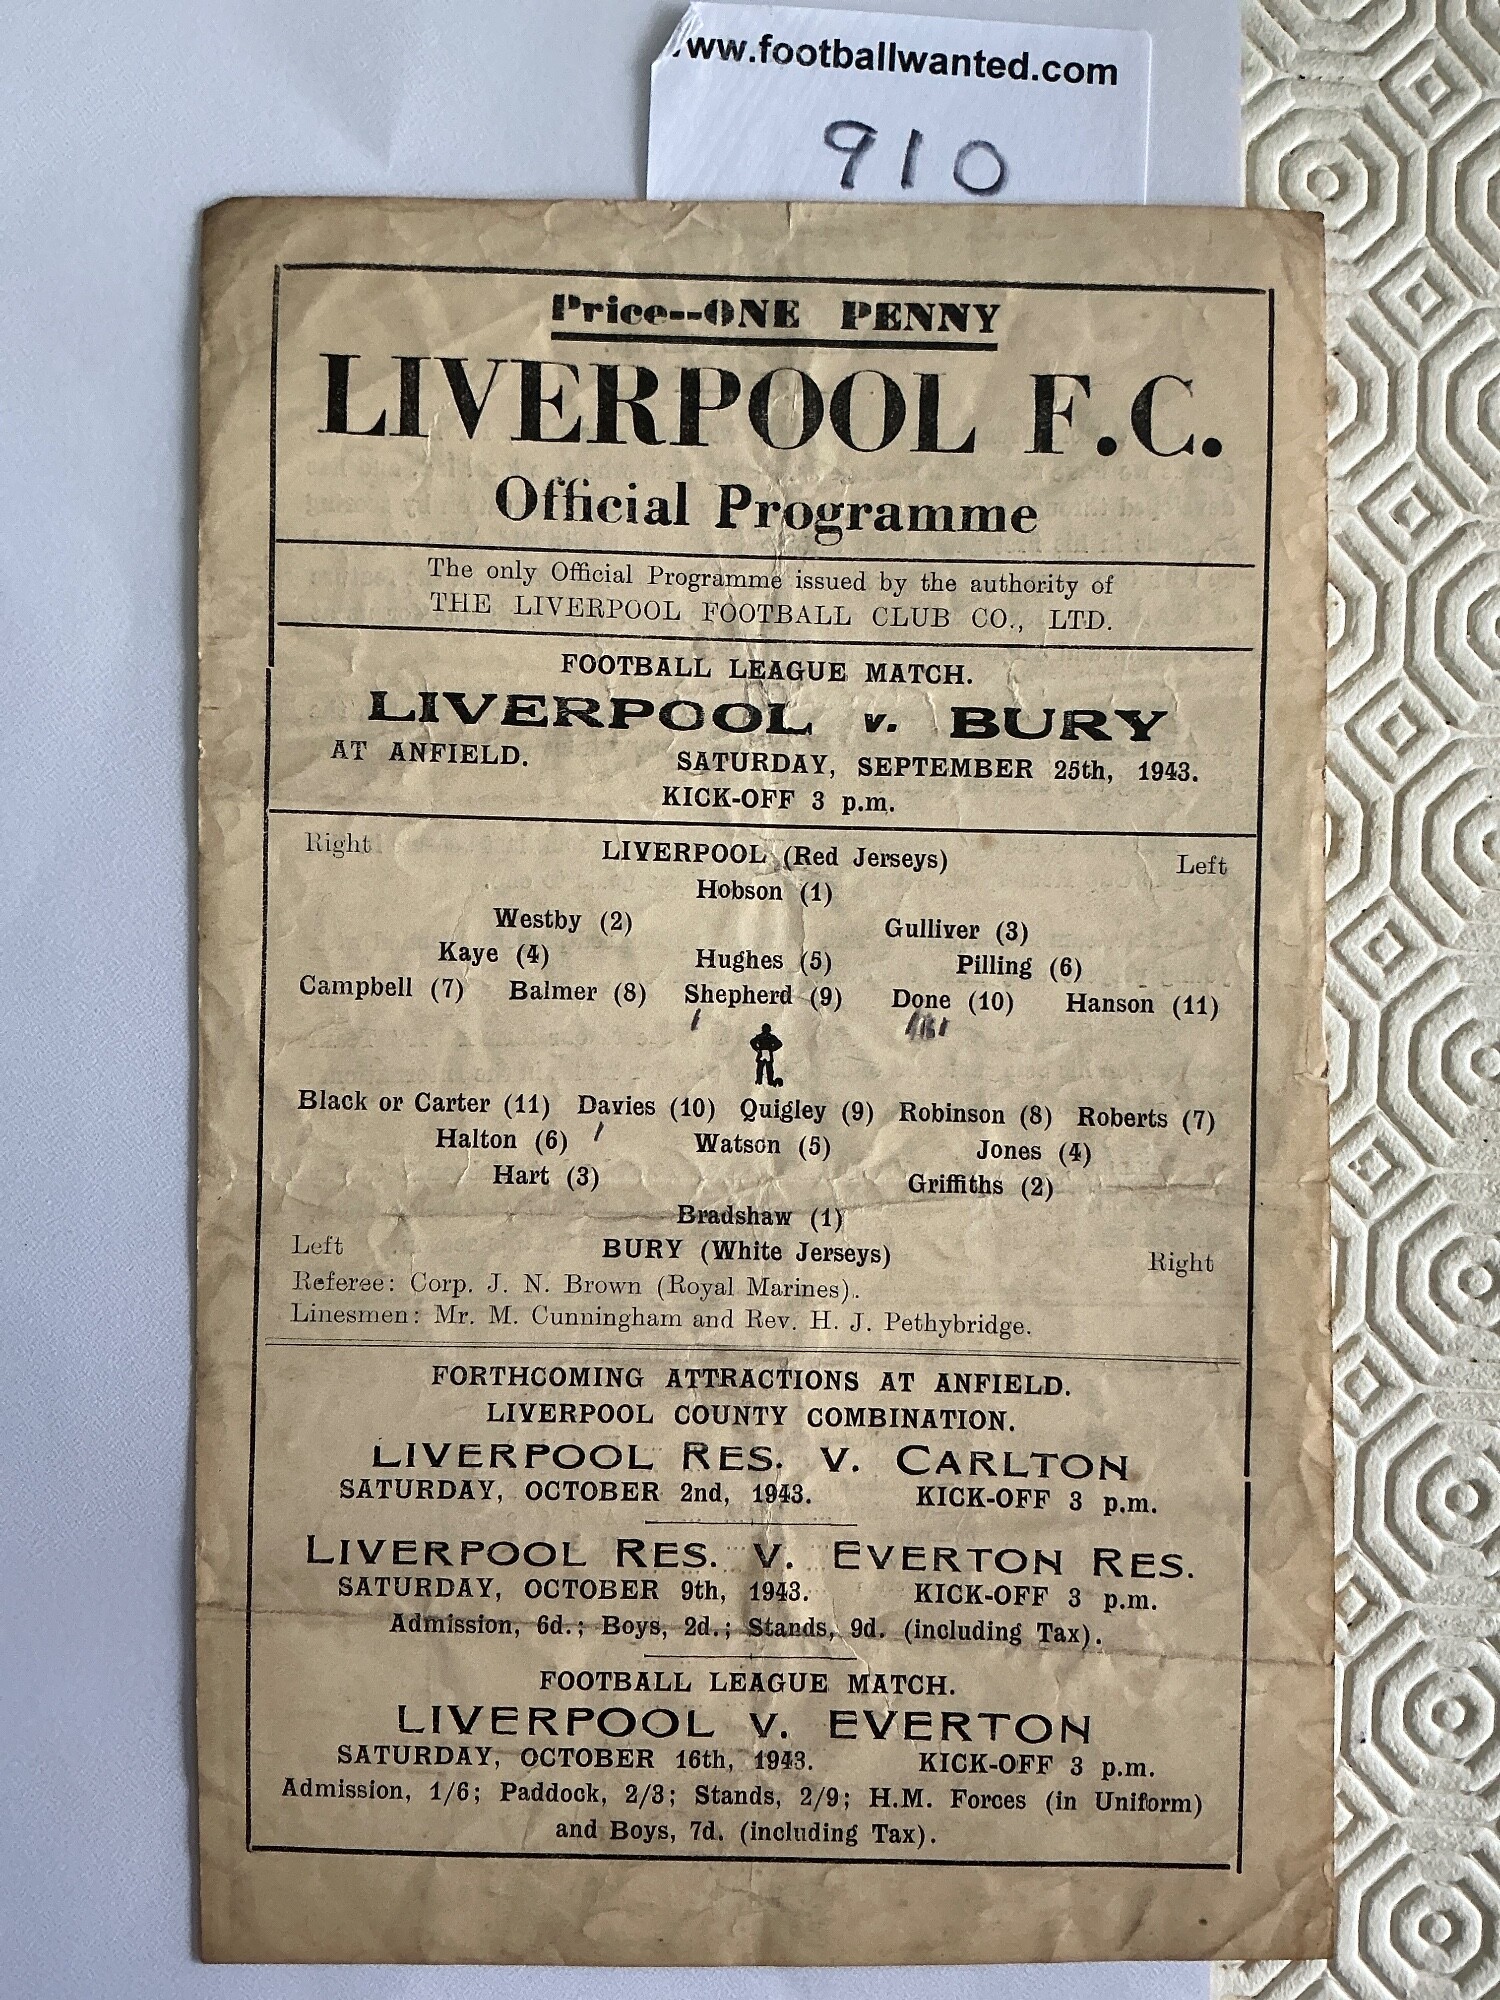 ww.footballwanted.com
910
Price--ONE PENNY
LIVERPOOL F.C.
Official Programme
The only Official Programme issued by the authority of
THE LIVERPOOL FOOTBALL CLUB CO., LTD.
FOOTBALL LEAGUE MATCH.
LIVERPOOL v. BURY
AT ANFIELD. SATURDAY, SEPTEMBER 25th, 1943.
KICK-OFF 3 p.m.
Right LIVERPOOL (Red Jerseys) Left
Hobson (1)
Westby (2) Gulliver (3)
Kaye (4) Hughes (5) Pilling (6)
Campbell (7) Balmer (8) Shepherd (9) Done (10) Hanson (11)
Black or Carter (11) Davies (10) Quigley (9) Robinson (8) Roberts (7)
Halton (6) Watson (5) Jones (4)
Hart (3) Griffiths (2)
Bradshaw (1)
Left BURY (White Jerseys) Right
Referee: Corp. J. N. Brown (Royal Marines).
Linesmen: Mr. M. Cunningham and Rev. H. J. Pethybridge.
FORTHCOMING ATTRACTIONS AT ANFIELD.
LIVERPOOL COUNTY COMBINATION.
LIVERPOOL RES. V. CARLTON
SATURDAY, OCTOBER 2nd, 1943. KICK-OFF 3 p.m.
LIVERPOOL RES. V. EVERTON RES.
SATURDAY, OCTOBER 9th, 1943. KICK-OFF 3 p.m.
Admission, 6d.; Boys, 2d.; Stands, 9d. (including Tax).
FOOTBALL LEAGUE MATCH.
LIVERPOOL V. EVERTON
SATURDAY, OCTOBER 16th, 1943. KICK-OFF 3 p.m.
Admission, 1/6; Paddock, 2/3; Stands, 2/9; H.M. Forces (in Uniform)
and Boys, 7d. (including Tax).